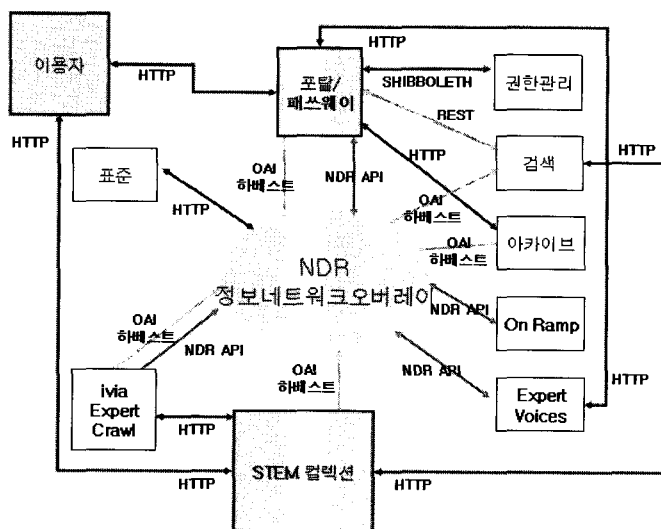 HTTP
이용자
HTTP
포탈/
패쓰웨이
SHIBBOLETH
권한관리
REST
HTTP
검색
HTTP
표준
OAI
하베스트
NDR API
HTTP
OAI
하베스트
아카이브
OAI
하베스트
NDR
정보네트워크오버레이
NDR API
On Ramp
OAI
하베스트
NDR API
NDR API
HTTP
ivia
Expert
Crawl
OAI
하베스트
Expert
Voices
HTTP
STEM 컬렉션
HTTP
HTTP